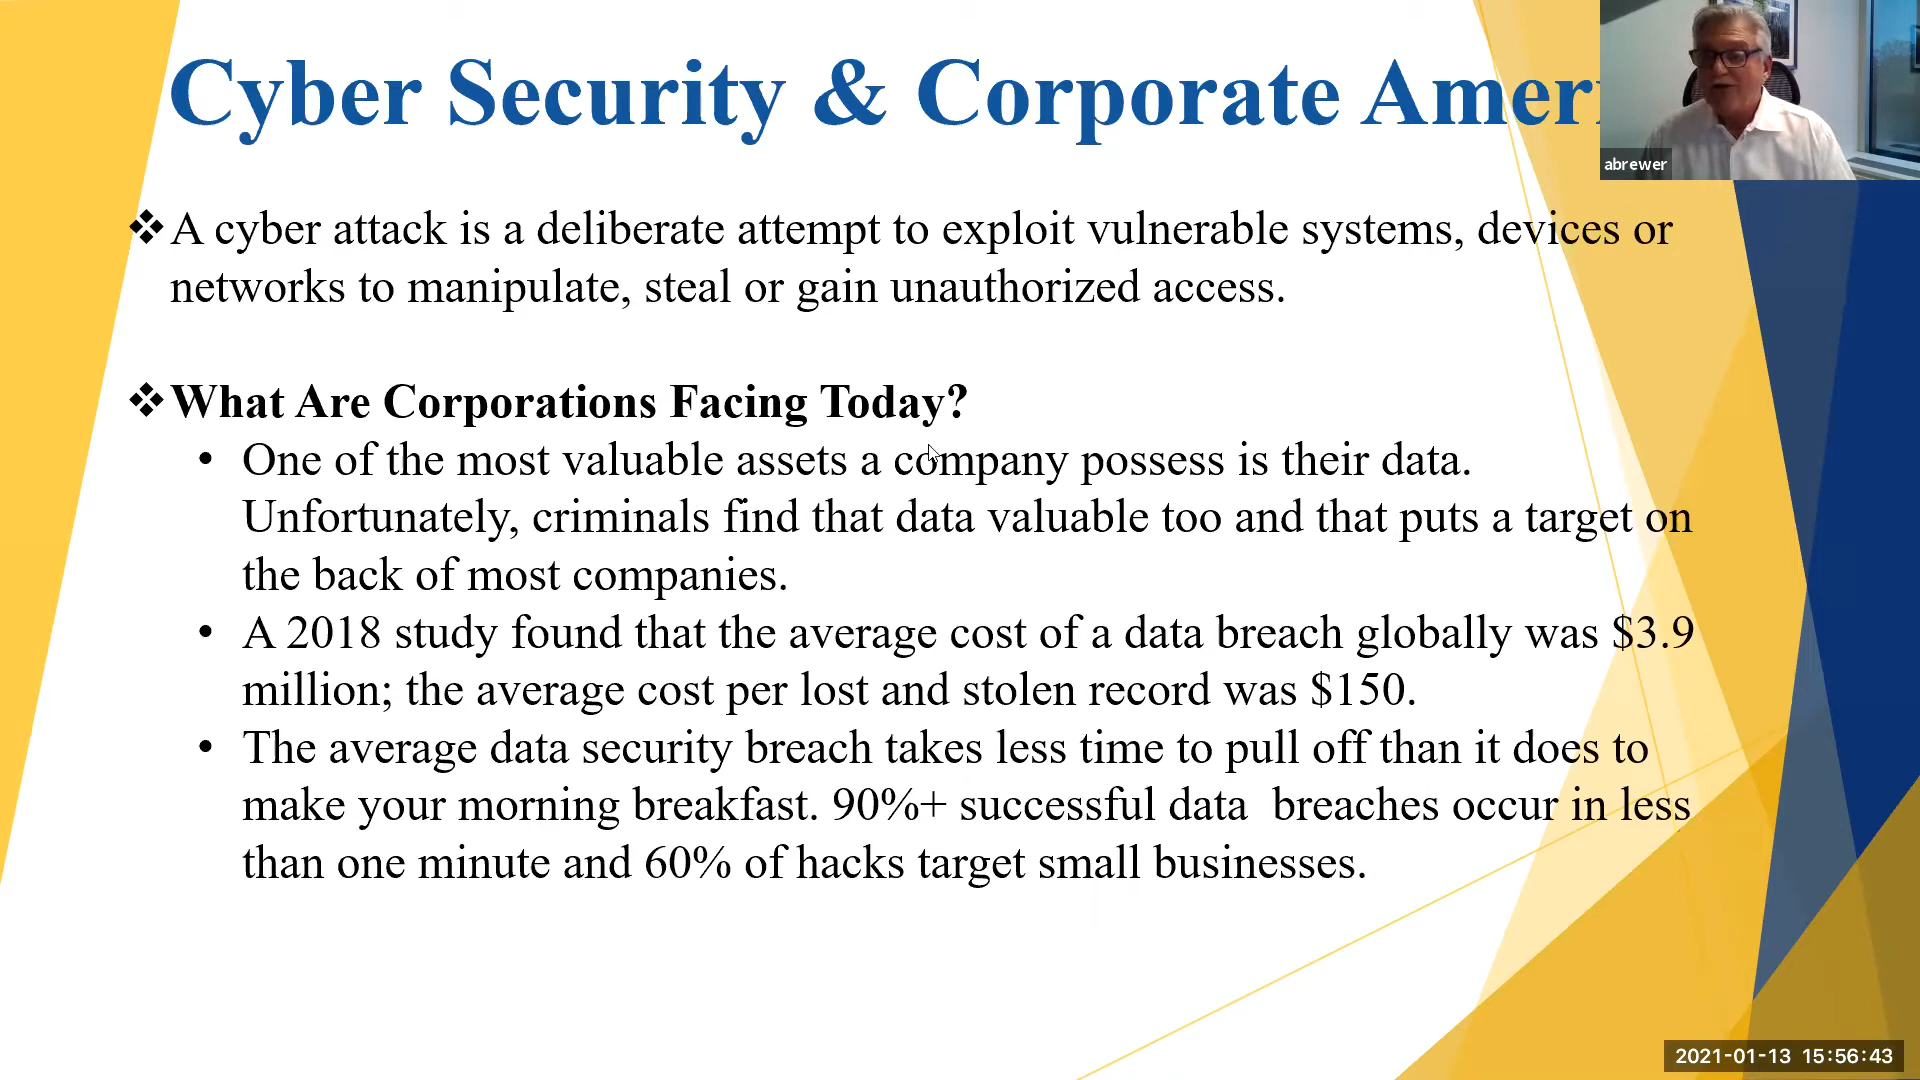 Cyber Security & Corporate Ameri
abrewer
❖A cyber attack is a deliberate attempt to exploit vulnerable systems, devices or
networks to manipulate, steal or gain unauthorized access.
❖What Are Corporations Facing Today?
• One of the most valuable assets a company possess is their data.
Unfortunately, criminals find that data valuable too and that puts a target on
the back of most companies.
• A 2018 study found that the average cost of a data breach globally was $3.9
million; the average cost per lost and stolen record was $150.
• The average data security breach takes less time to pull off than it does to
make your morning breakfast. 90%+ successful data  breaches occur in less
than one minute and 60% of hacks target small businesses.
2021-01-13 15:56:43